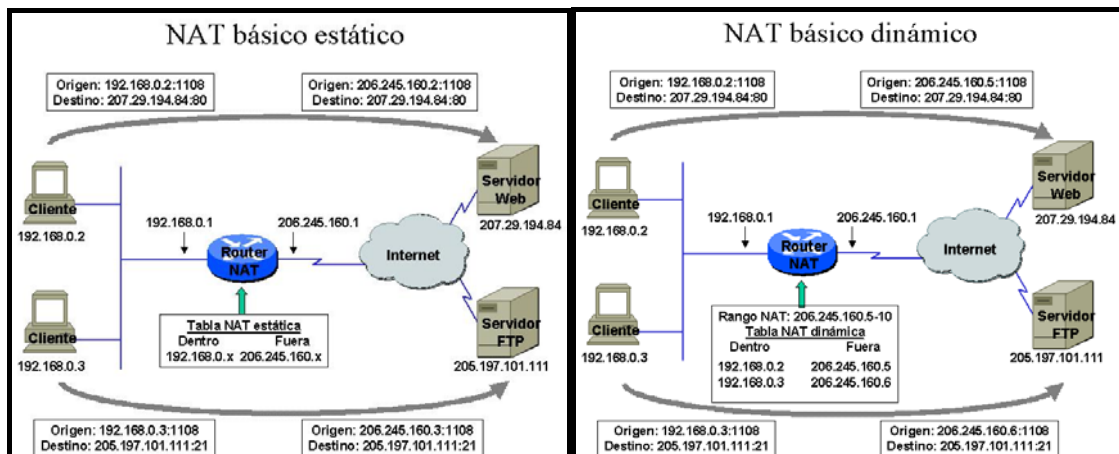 NAT básico estático
Origen: 192.168.0.2:1108
Destino: 207.29.194.84:80
Origen: 206.245.160.2:1108
Destino: 207.29.194.84:80
Cliente
192.168.0.2
192.168.0.1
206.245.160.1
Router
NAT
Internet
Servidor
Web
207.29.194.84
Cliente
192.168.0.3
Tabla NAT estática
Dentro Fuera
192.168.0.x 206.245.160.x
Servidor
FTP
205.197.101.111
Origen: 192.168.0.3:1108
Destino: 205.197.101.111:21
Origen: 206.245.160.3:1108
Destino: 205.197.101.111:21
NAT básico dinámico
Origen: 192.168.0.2:1108
Destino: 207.29.194.84:80
Origen: 206.245.160.5:1108
Destino: 207.29.194.84:80
Cliente
192.168.0.2
192.168.0.1
206.245.160.1
Router
NAT
Internet
Servidor
Web
207.29.194.84
Cliente
192.168.0.3
Rango NAT: 206.245.160.5-10
Tabla NAT dinámica
Dentro Fuera
192.168.0.2 206.245.160.5
192.168.0.3 206.245.160.6
Servidor
FTP
205.197.101.111
Origen: 192.168.0.3:1108
Destino: 205.197.101.111:21
Origen: 206.245.160.6:1108
Destino: 205.197.101.111:21